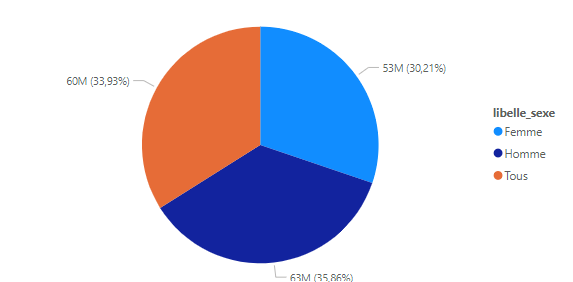 53M (30,21%)
60M (33,93%)
63M (35,86%)
libelle_sexe
Femme
Homme
Tous